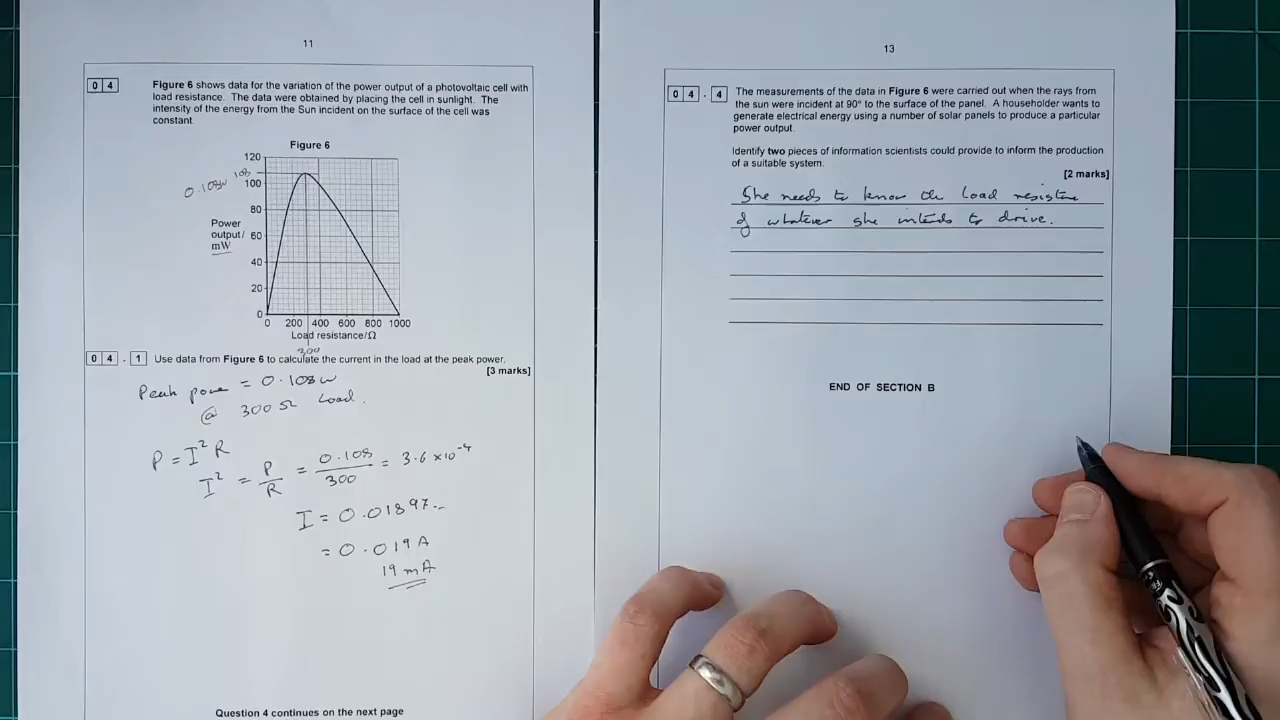 11
0 4 Figure 6 shows data for the variation of the power output of a photovoltaic cell with
load resistance. The data were obtained by placing the cell in sunlight. The
intensity of the energy from the Sun incident on the surface of the cell was
constant.
Figure 6
120
108
0.108W
100
80
Power
output/
mW
60
40
20
0
0 200 400 600 800 1000
Load resistance/Ω
300
0 4 . 1 Use data from Figure 6 to calculate the current in the load at the peak power.
[3 marks]
Peak power = 0.108W
@ 300Ω Load.
P = I² R
I² = P/R = 0.108/300 = 3.6 ×10⁻⁴
I = 0.01897..
= 0.019A
19 mA
Question 4 continues on the next page
13
0 4 . 4 The measurements of the data in Figure 6 were carried out when the rays from
the sun were incident at 90° to the surface of the panel. A householder wants to
generate electrical energy using a number of solar panels to produce a particular
power output.
Identify two pieces of information scientists could provide to inform the production
of a suitable system.
[2 marks]
She needs to know the load resistance
of whatever she intends to drive.
END OF SECTION B